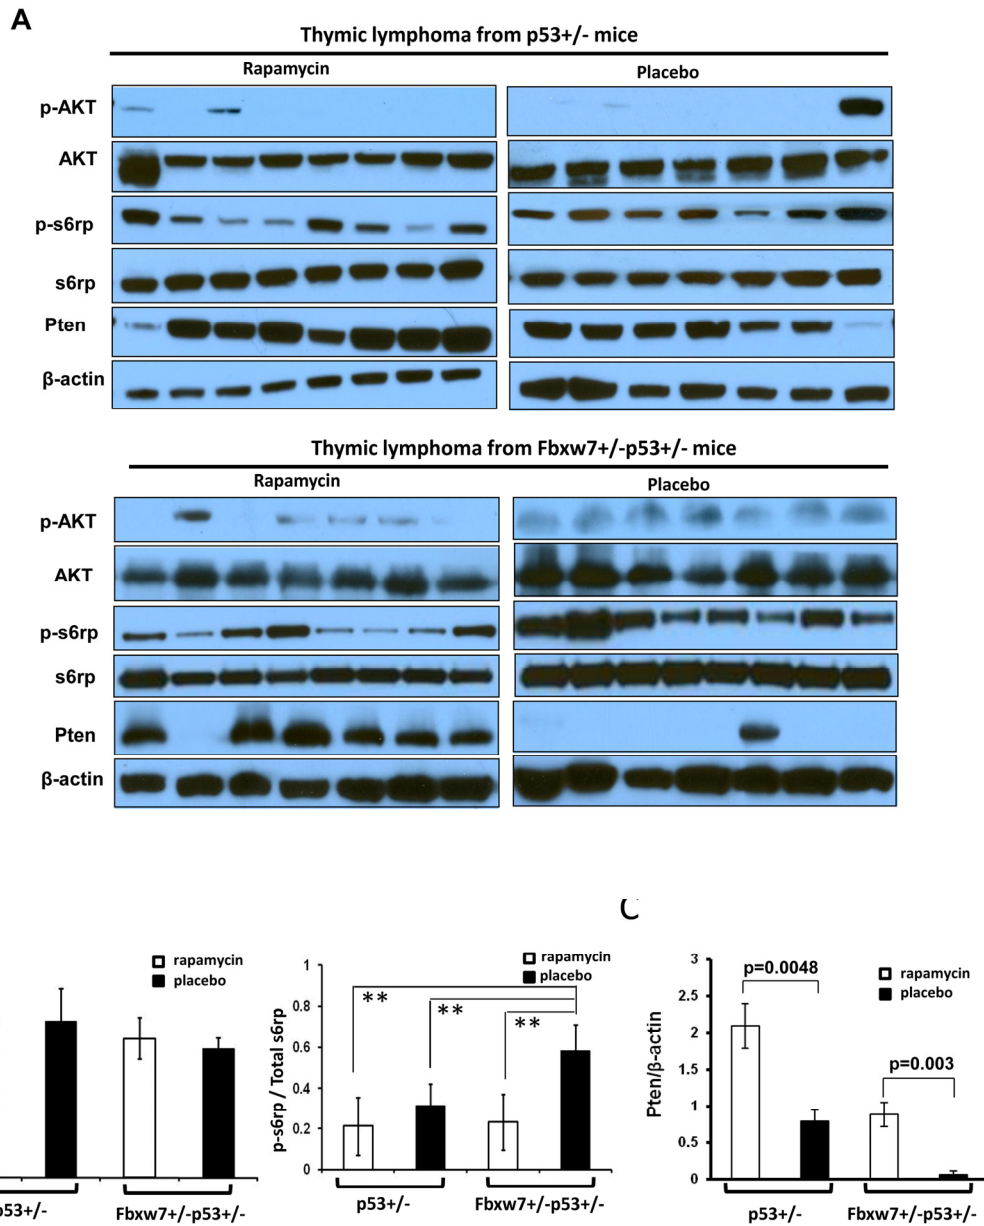 A
Thymic lymphoma from p53+/- mice
Rapamycin
Placebo
p-AKT
AKT
p-s6rp
s6rp
Pten
β-actin
Thymic lymphoma from Fbxw7+/-p53+/- mice
Rapamycin
Placebo
p-AKT
AKT
p-s6rp
s6rp
Pten
β-actin
rapamycin
placebo
p53+/-
Fbxw7+/-p53+/-
rapamycin
placebo
p-s6rp / Total s6rp
1
0.8
0.6
0.4
0.2
0
**
**
**
p53+/-
Fbxw7+/-p53+/-
C
rapamycin
placebo
Pten/β-actin
3
2.5
2
1.5
1
0.5
0
p=0.0048
p=0.003
p53+/-
Fbxw7+/-p53+/-